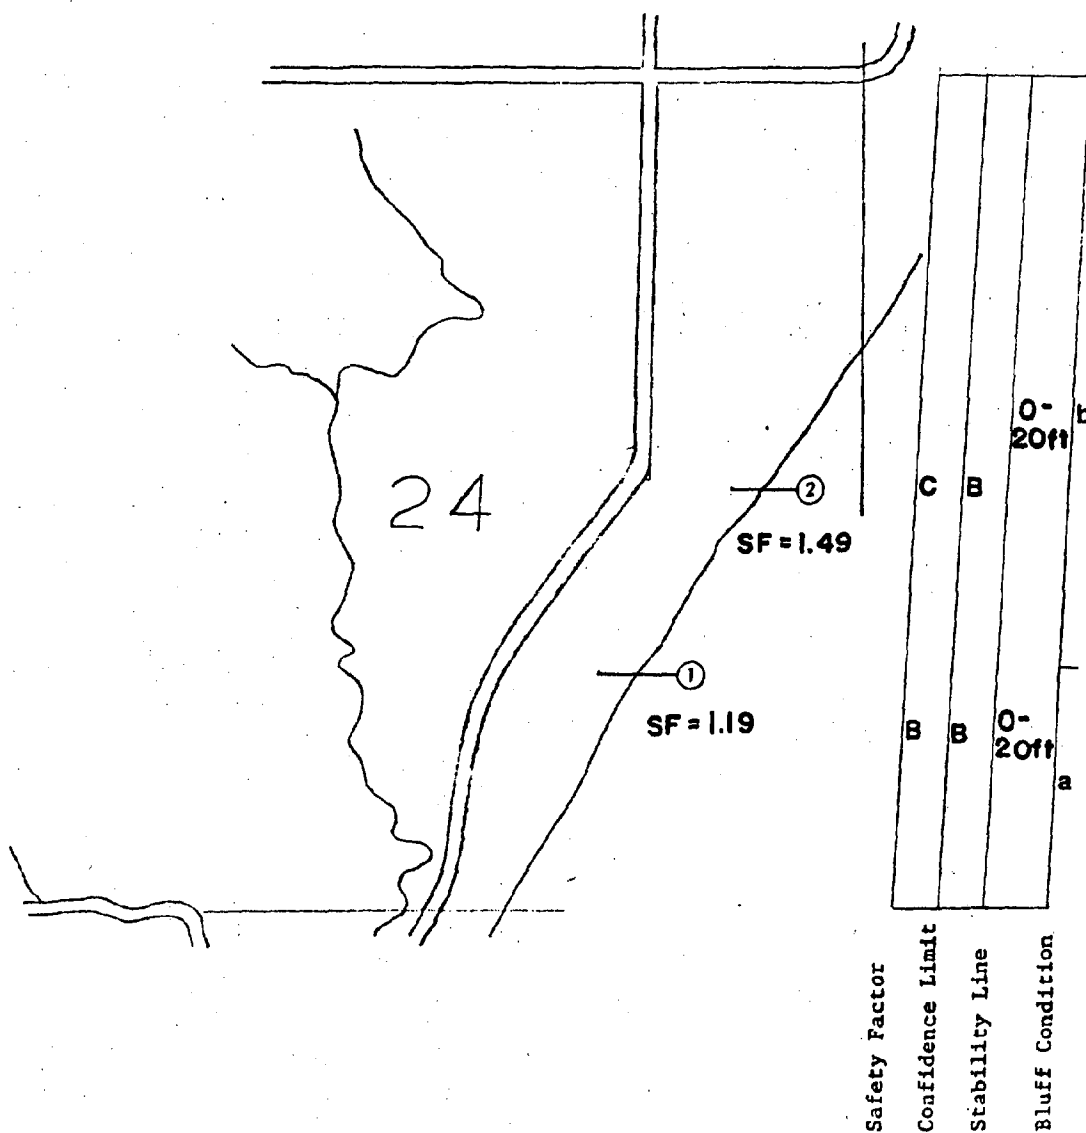 24
2
SF = 1.49
1
SF = 1.19
C
B
0-
20ft
b
B
B
0-
20ft
a
Safety Factor
Confidence Limit
Stability Line
Bluff Condition